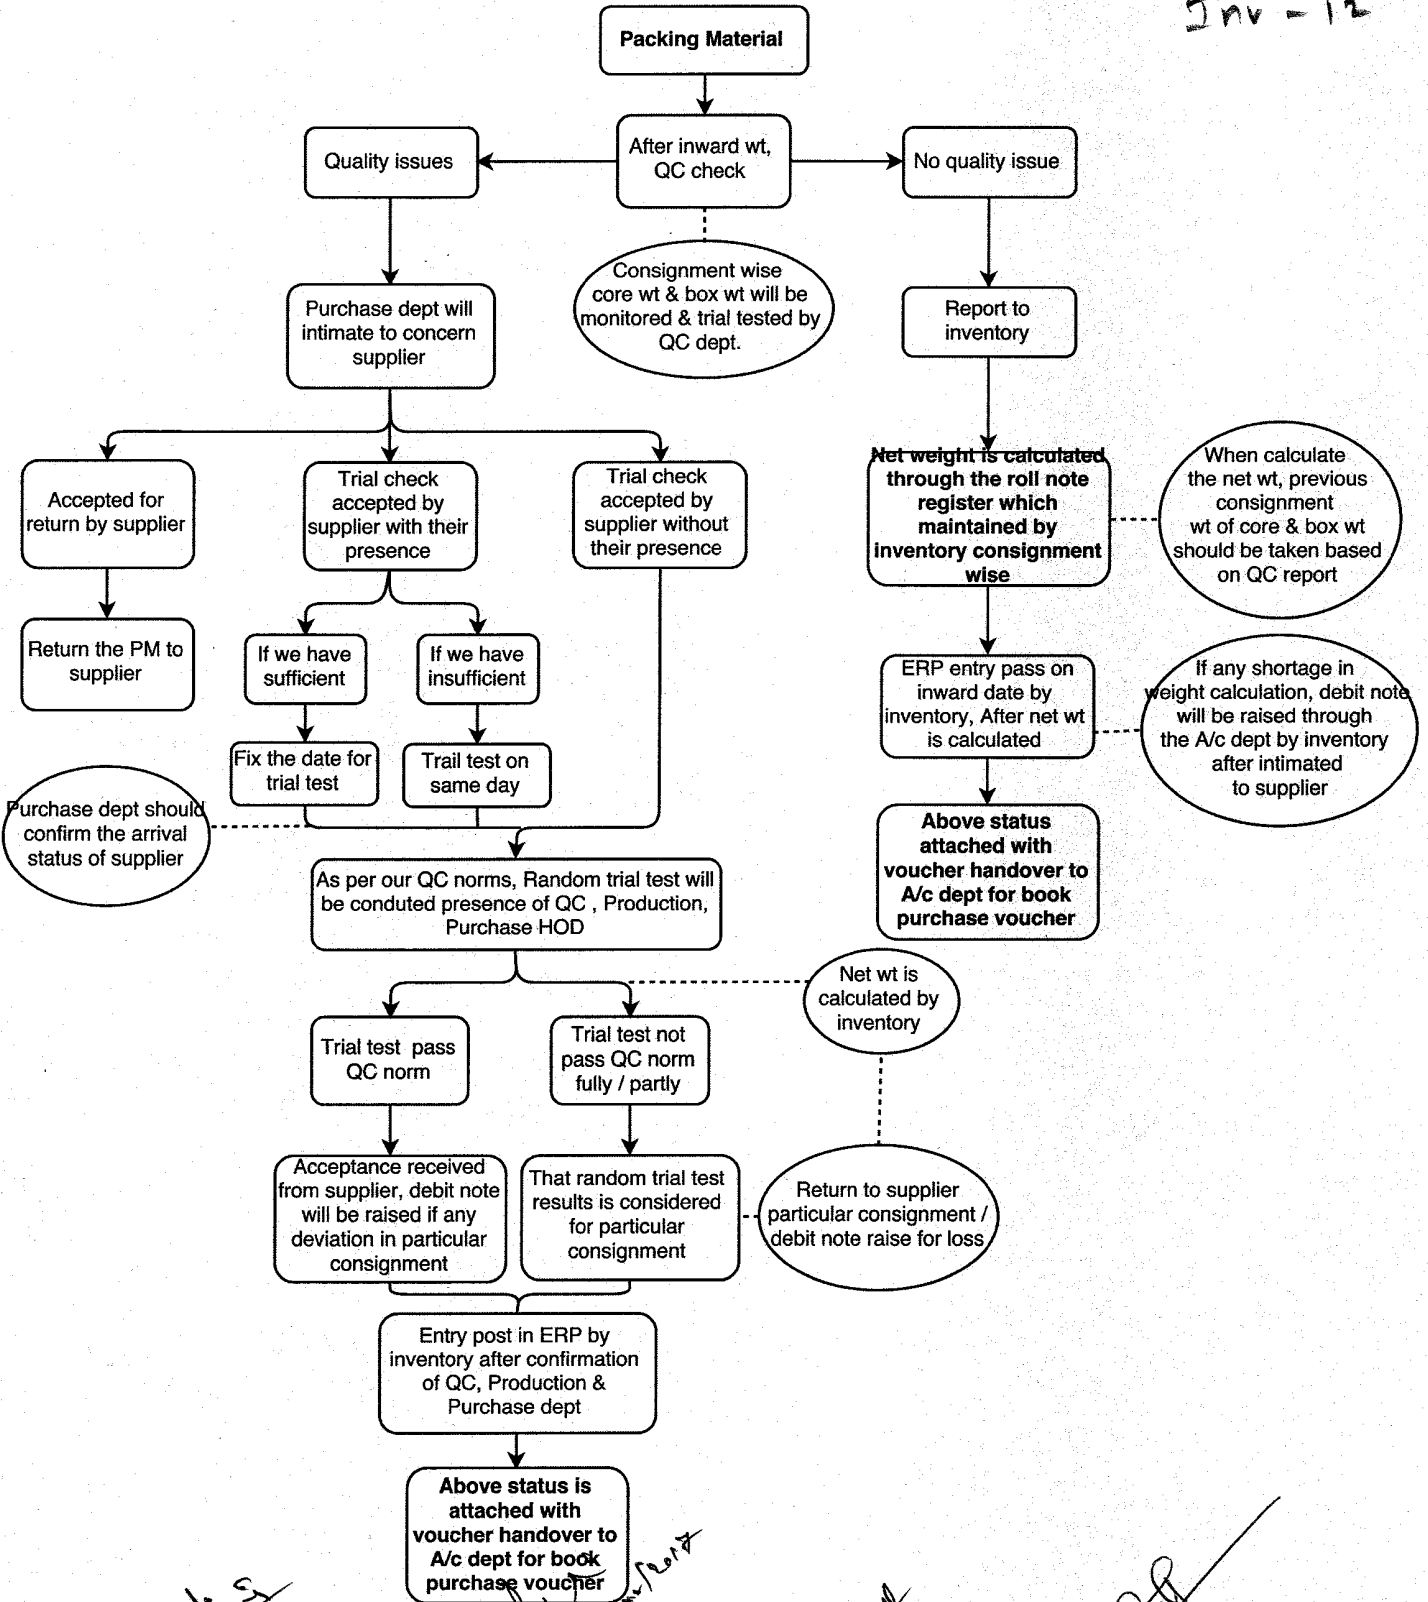 Inv - 12
Packing Material
After inward wt,
QC check
Quality issues
No quality issue
Consignment wise
core wt & box wt will be
monitored & trial tested by
QC dept.
Purchase dept will
intimate to concern
supplier
Report to
inventory
Accepted for
return by supplier
Trial check
accepted by
supplier with their
presence
Trial check
accepted by
supplier without
their presence
Net weight is calculated
through the roll note
register which
maintained by
inventory consignment
wise
When calculate
the net wt, previous
consignment
wt of core & box wt
should be taken based
on QC report
Return the PM to
supplier
If we have
sufficient
If we have
insufficient
ERP entry pass on
inward date by
inventory, After net wt
is calculated
If any shortage in
weight calculation, debit note
will be raised through
the A/c dept by inventory
after intimated
to supplier
Fix the date for
trial test
Trail test on
same day
Purchase dept should
confirm the arrival
status of supplier
Above status
attached with
voucher handover to
A/c dept for book
purchase voucher
As per our QC norms, Random trial test will
be conduted presence of QC , Production,
Purchase HOD
Net wt is
calculated by
inventory
Trial test  pass
QC norm
Trial test not
pass QC norm
fully / partly
Acceptance received
from supplier, debit note
will be raised if any
deviation in particular
consignment
That random trial test
results is considered
for particular
consignment
Return to supplier
particular consignment /
debit note raise for loss
Entry post in ERP by
inventory after confirmation
of QC, Production &
Purchase dept
Above status is
attached with
voucher handover to
A/c dept for book
purchase voucher